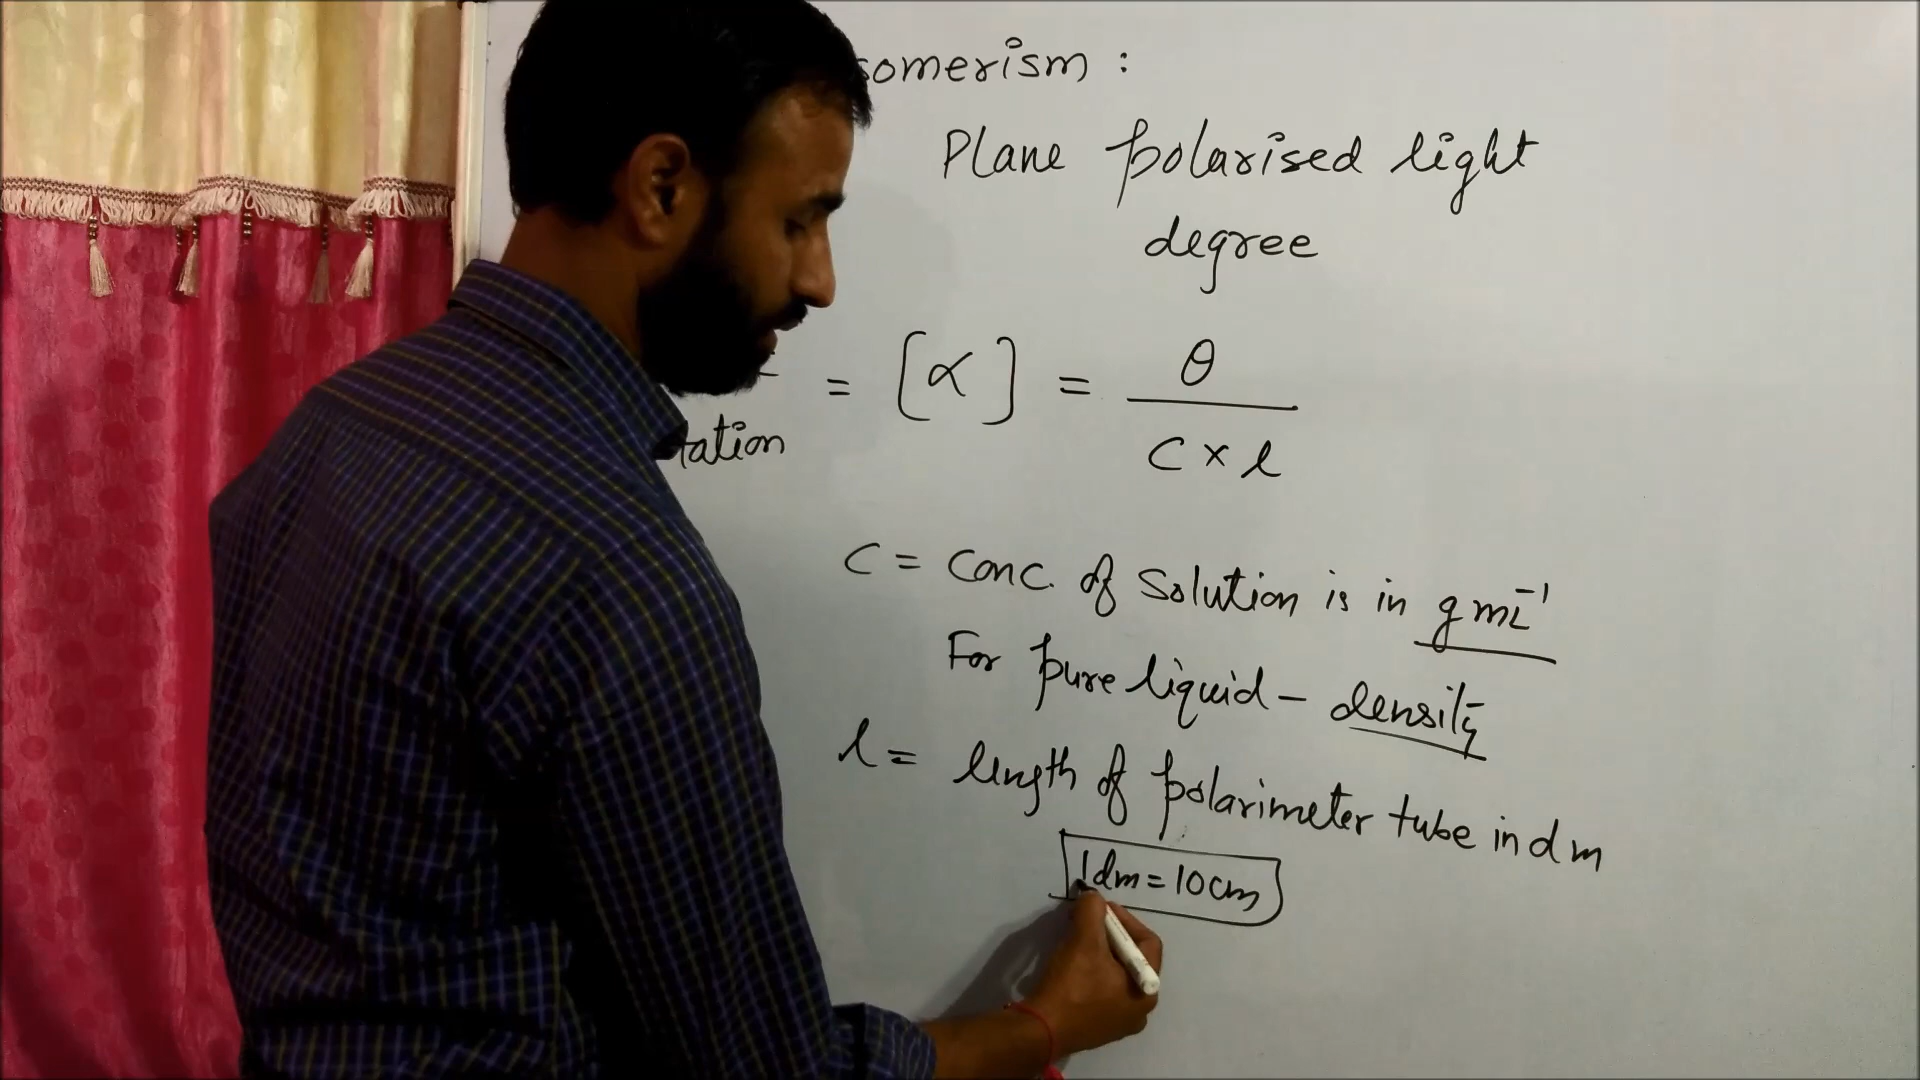 somerism :
Plane polarised light
degree
= [α] = θ
tation
c × l
c = conc. of solution is in g mL⁻¹
For pure liquid – density
l = length of polarimeter tube in dm
1dm = 10cm